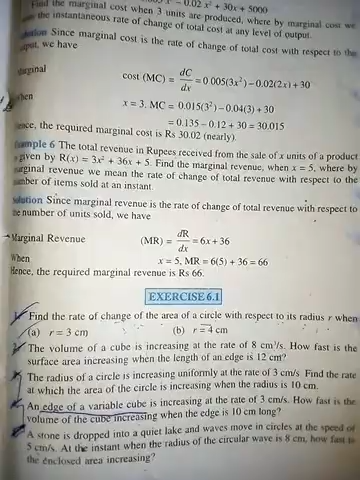 Find the marginal cost when 3 units are produced, where by marginal cost we
the instantaneous rate of change of total cost at any level of output.
Solution Since marginal cost is the rate of change of total cost with respect to the
output, we have
Marginal cost (MC) = dC/dx = 0.005(3x²) – 0.02(2x) + 30
When x = 3, MC = 0.015(3²) – 0.04(3) + 30
= 0.135 – 0.12 + 30 = 30.015
Hence, the required marginal cost is Rs 30.02 (nearly).
Example 6 The total revenue in Rupees received from the sale of x units of a product
is given by R(x) = 3x² + 36x + 5. Find the marginal revenue, when x = 5, where by
marginal revenue we mean the rate of change of total revenue with respect to the
number of items sold at an instant.
Solution Since marginal revenue is the rate of change of total revenue with respect to
the number of units sold, we have
Marginal Revenue (MR) = dR/dx = 6x + 36
When x = 5, MR = 6(5) + 36 = 66
Hence, the required marginal revenue is Rs 66.
EXERCISE 6.1
Find the rate of change of the area of a circle with respect to its radius r when
(a) r = 3 cm (b) r = 4 cm
The volume of a cube is increasing at the rate of 8 cm³/s. How fast is the
surface area increasing when the length of an edge is 12 cm?
The radius of a circle is increasing uniformly at the rate of 3 cm/s. Find the rate
at which the area of the circle is increasing when the radius is 10 cm.
An edge of a variable cube is increasing at the rate of 3 cm/s. How fast is the
volume of the cube increasing when the edge is 10 cm long?
A stone is dropped into a quiet lake and waves move in circles at the speed of
5 cm/s. At the instant when the radius of the circular wave is 8 cm, how fast is
the enclosed area increasing?